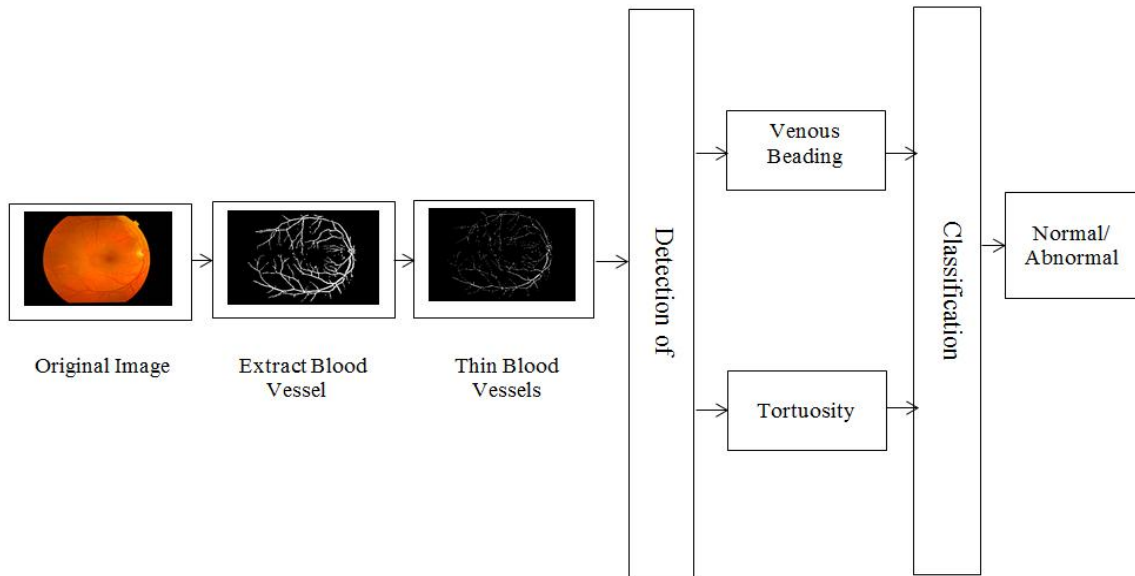 Original Image
Extract Blood
Vessel
Thin Blood
Vessels
Detection of
Venous
Beading
Tortuosity
Classification
Normal/
Abnormal